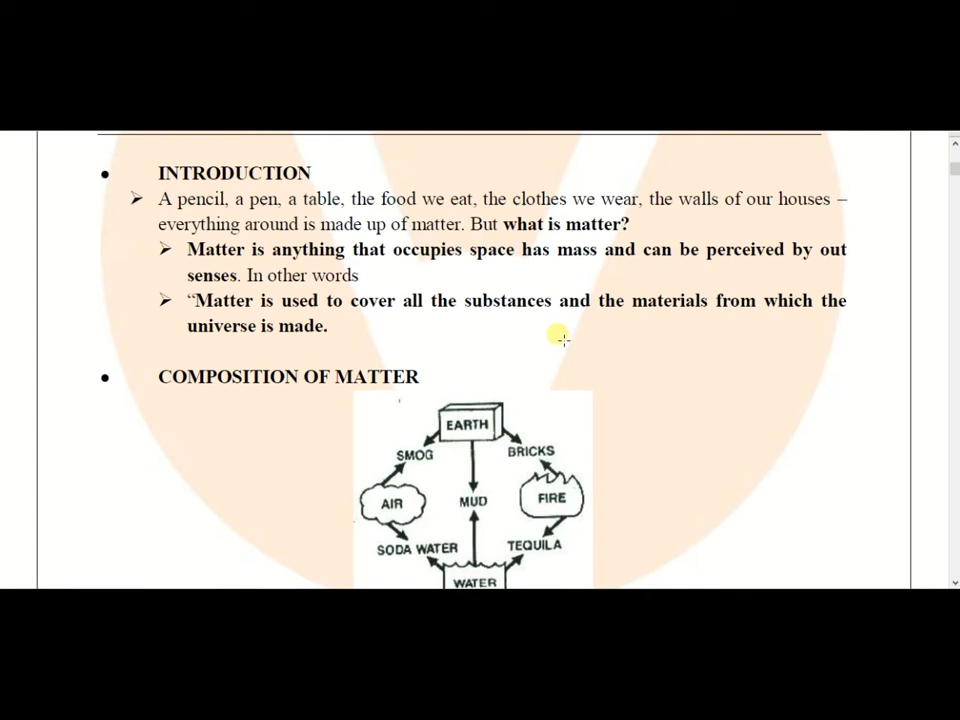 INTRODUCTION
A pencil, a pen, a table, the food we eat, the clothes we wear, the walls of our houses –
everything around is made up of matter. But what is matter?
Matter is anything that occupies space has mass and can be perceived by out
senses. In other words
“Matter is used to cover all the substances and the materials from which the
universe is made.
COMPOSITION OF MATTER
EARTH
SMOG
BRICKS
AIR
MUD
FIRE
SODA WATER
TEQUILA
WATER